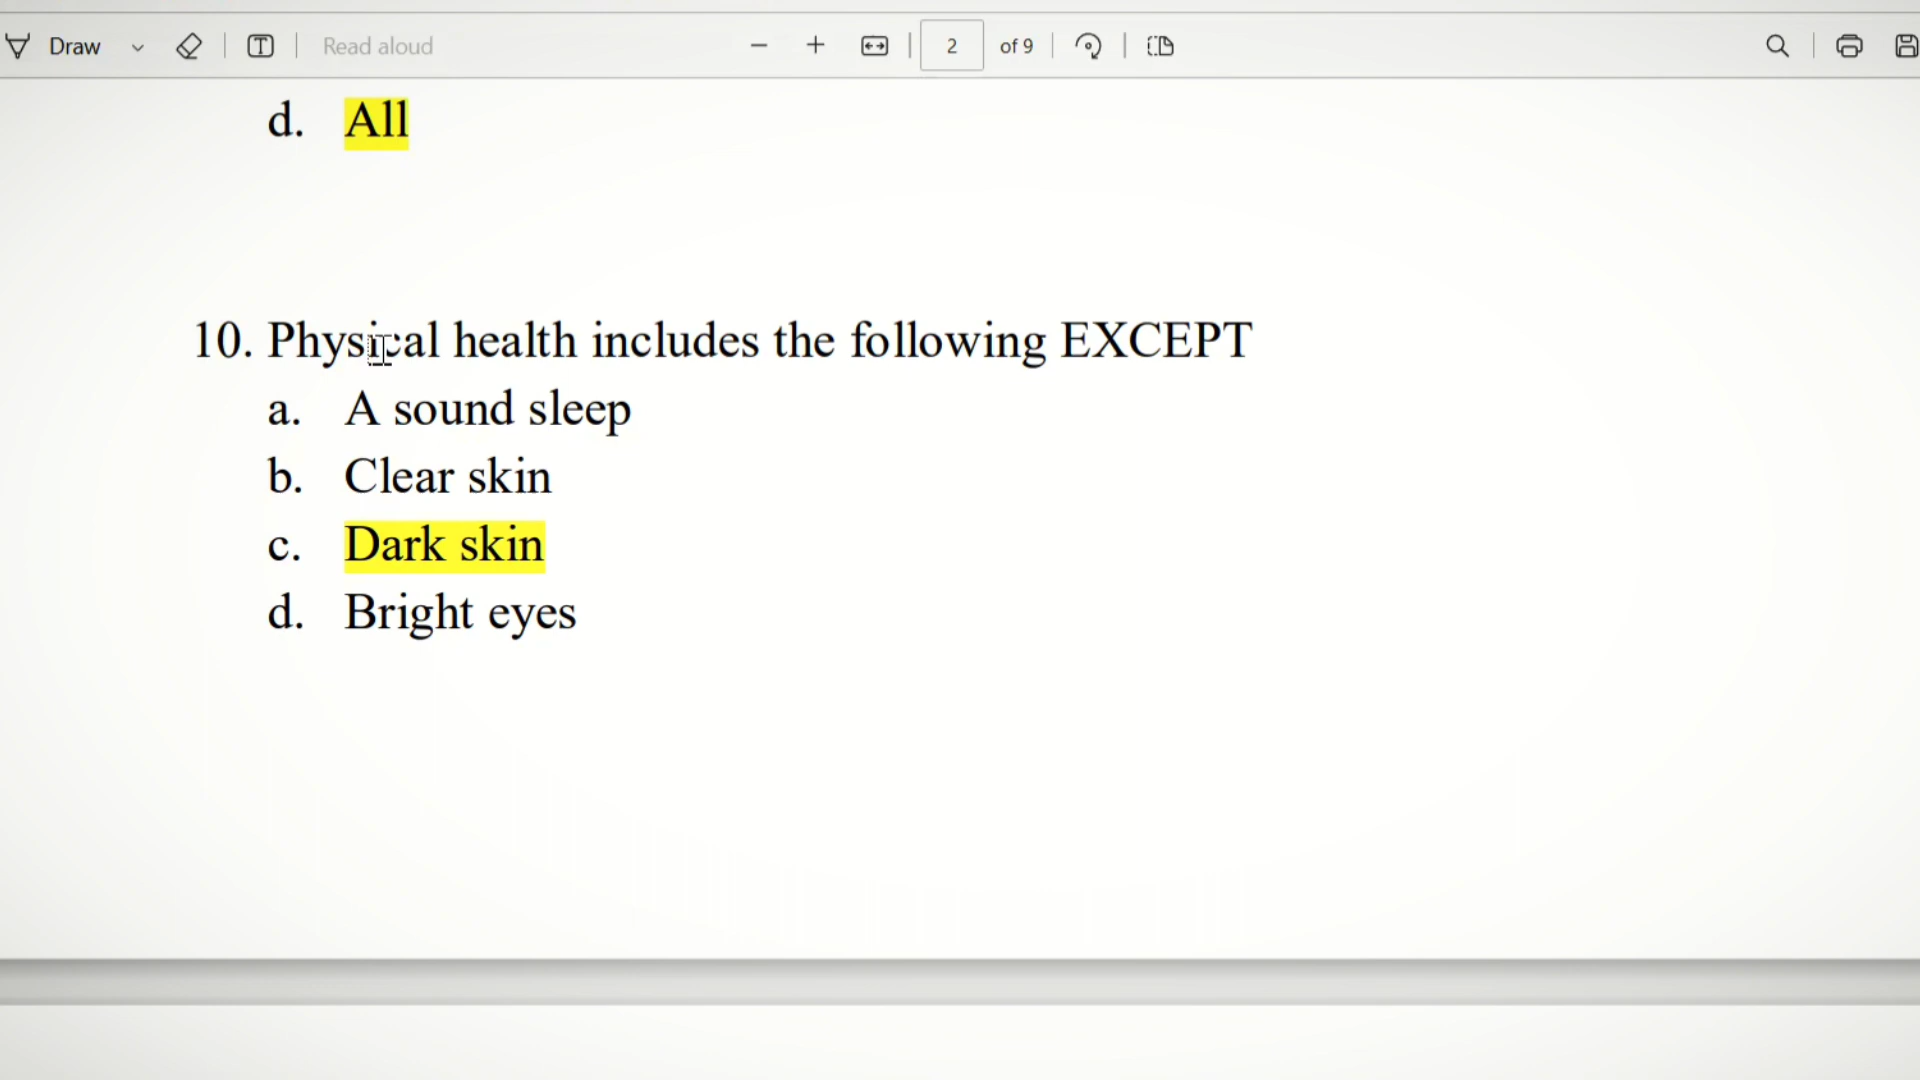 Draw
Read aloud
2 of 9
d. All
10. Physical health includes the following EXCEPT
a. A sound sleep
b. Clear skin
c. Dark skin
d. Bright eyes